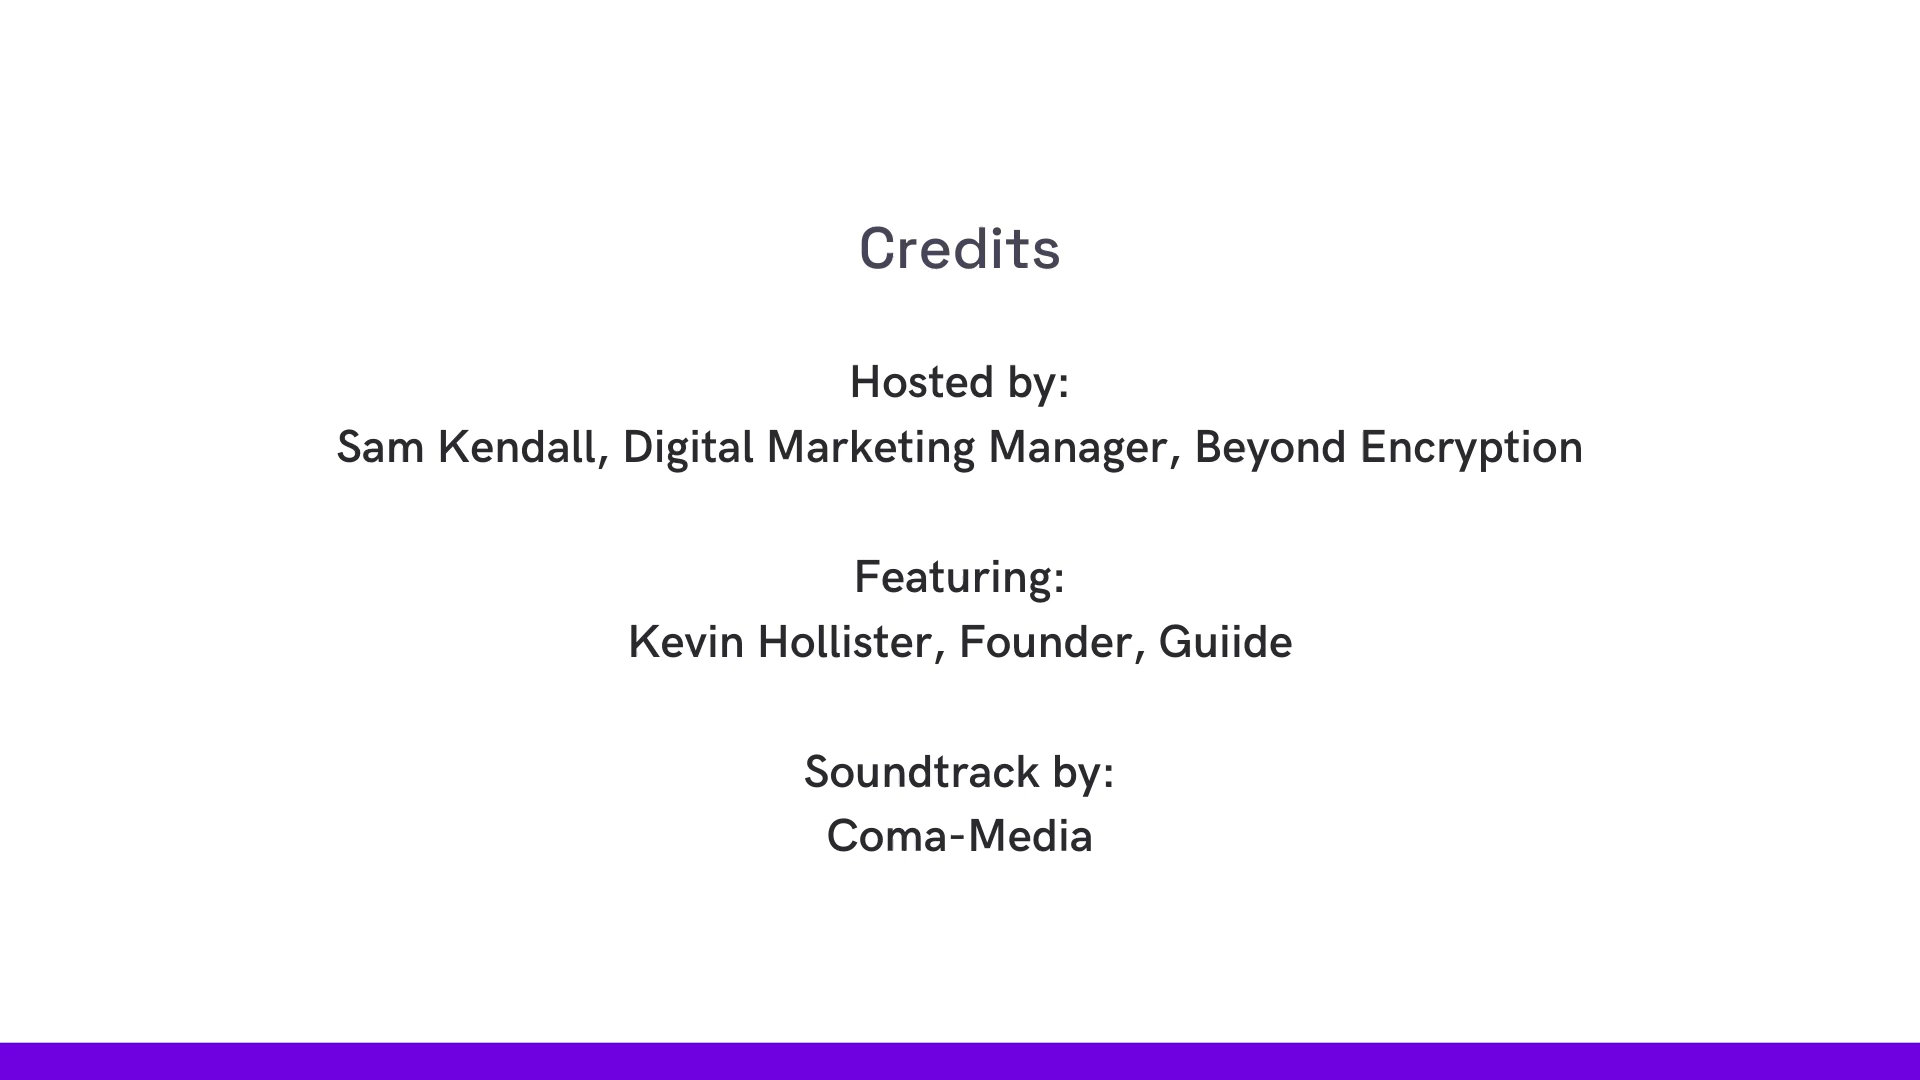 Credits
Hosted by:
Sam Kendall, Digital Marketing Manager, Beyond Encryption
Featuring:
Kevin Hollister, Founder, Guiide
Soundtrack by:
Coma-Media